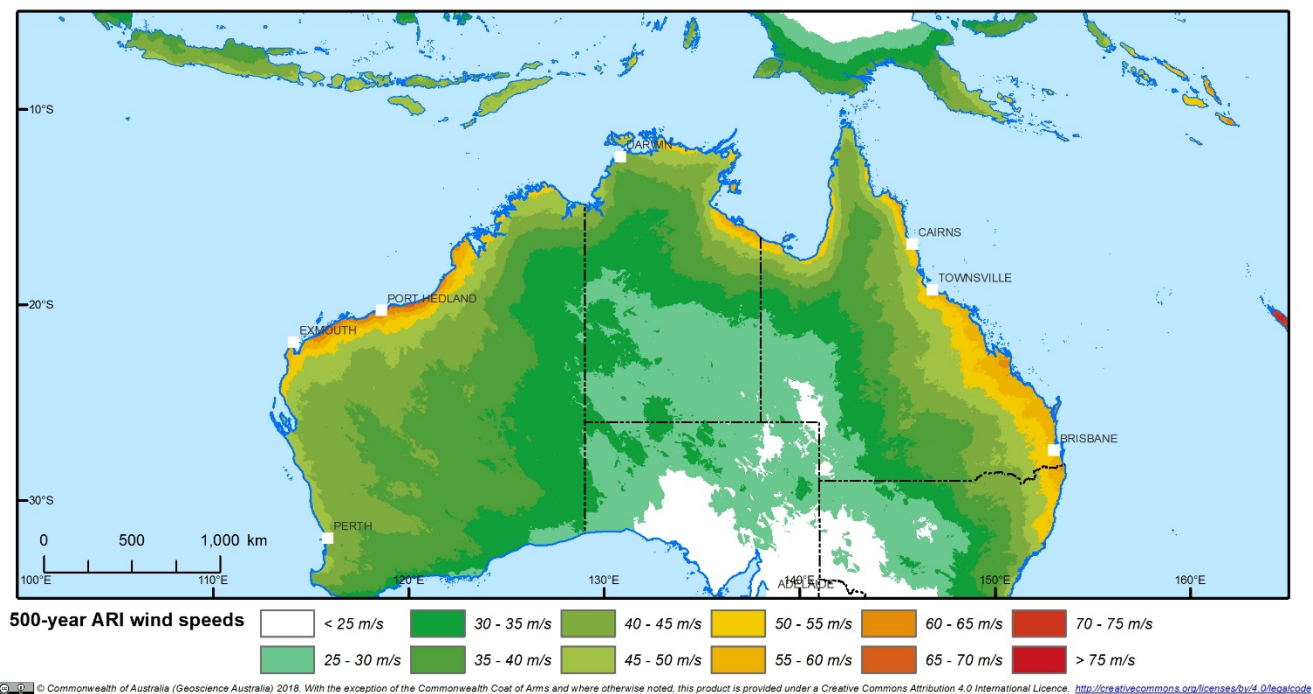 10°S
DARWIN
CAIRNS
TOWNSVILLE
20°S
PORT HEDLAND
EXMOUTH
BRISBANE
30°S
PERTH
0 500 1,000 km
ADELAIDE
100°E 110°E 120°E 130°E 140°E 150°E 160°E
500-year ARI wind speeds
< 25 m/s 30 - 35 m/s 40 - 45 m/s 50 - 55 m/s 60 - 65 m/s 70 - 75 m/s
25 - 30 m/s 35 - 40 m/s 45 - 50 m/s 55 - 60 m/s 65 - 70 m/s > 75 m/s
© Commonwealth of Australia (Geoscience Australia) 2018. With the exception of the Commonwealth Coat of Arms and where otherwise noted, this product is provided under a Creative Commons Attribution 4.0 International Licence. http://creativecommons.org/licenses/by/4.0/legalcode